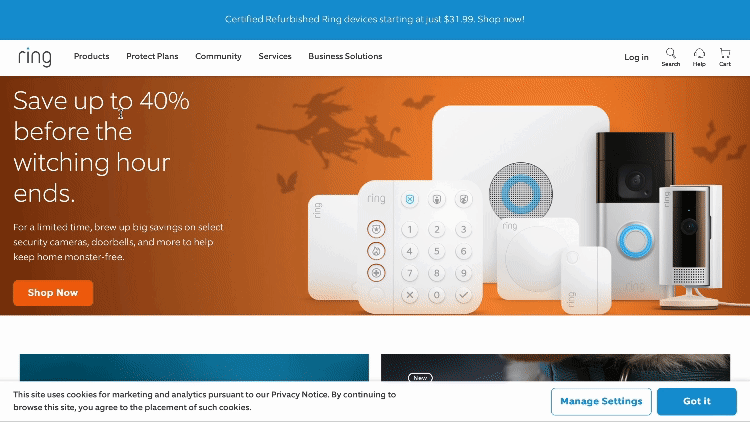 Certified Refurbished Ring devices starting at just $31.99. Shop now!
ring
Products Protect Plans Community Services Business Solutions
Log in
Search Help Cart
Save up to 40%
before the
witching hour
ends.
For a limited time, brew up big savings on select
security cameras, doorbells, and more to help
keep home monster-free.
Shop Now
ring
ring
1 2 3
4 5 6
7 8 9
0
ring
ring
ring
ring
New
This site uses cookies for marketing and analytics pursuant to our Privacy Notice. By continuing to
browse this site, you agree to the placement of such cookies.
Manage Settings
Got it